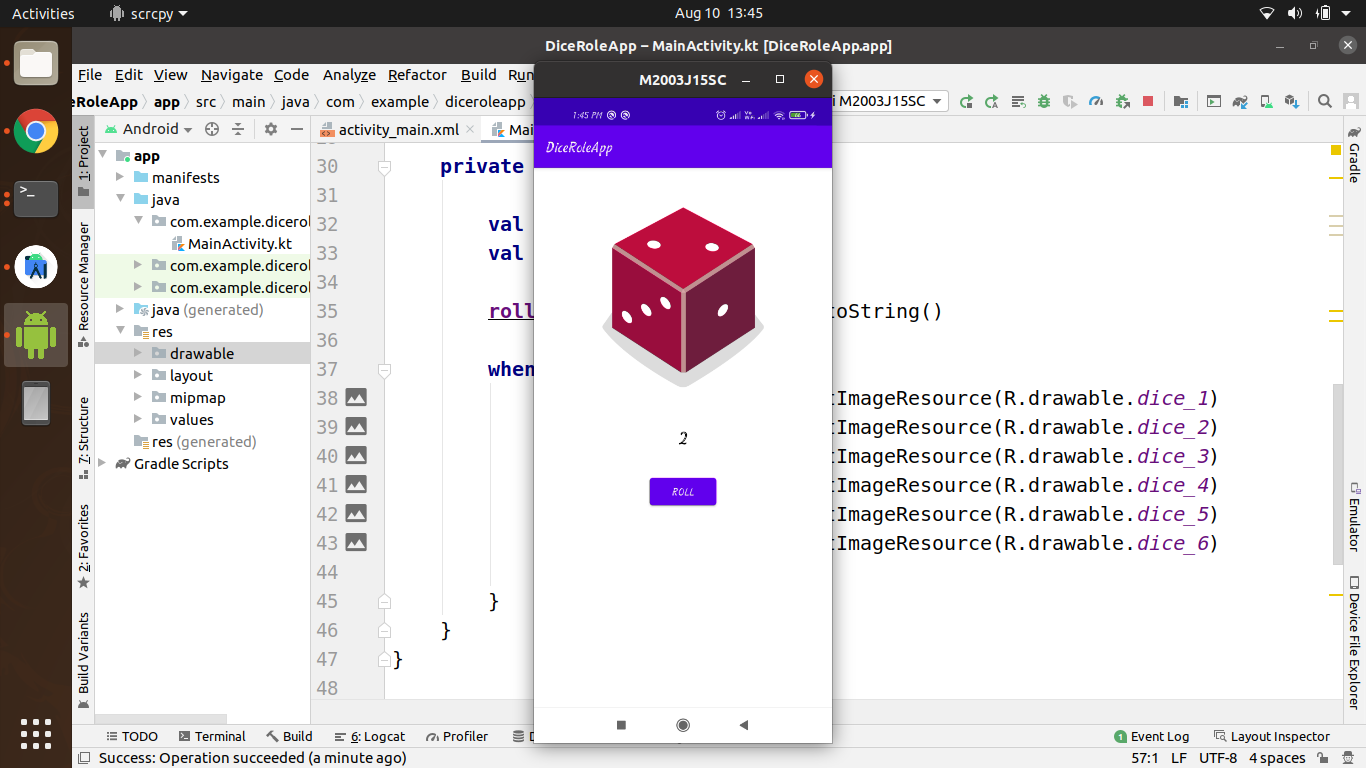 Activities
scrcpy
Aug 10 13:45
DiceRoleApp – MainActivity.kt [DiceRoleApp.app]
M2003J15SC
File Edit View Navigate Code Analyze Refactor Build
eRoleApp
app
src
main
java
com
example
diceroleapp
M2003J15SC
1: Project
Resource Manager
7: Structure
2: Favorites
Build Variants
Android
app
manifests
java
com.example.dicerol
MainActivity.kt
com.example.dicerol
com.example.dicerol
java (generated)
res
drawable
layout
mipmap
values
res (generated)
Gradle Scripts
activity_main.xml
Mai
30 private
31
32 val
33 val
34
35 roll
oString()
36
37 when
38
tImageResource(R.drawable.dice_1)
39
tImageResource(R.drawable.dice_2)
40
tImageResource(R.drawable.dice_3)
41
tImageResource(R.drawable.dice_4)
42
tImageResource(R.drawable.dice_5)
43
tImageResource(R.drawable.dice_6)
44
45 }
46 }
47 }
48
1:45 PM
DiceRoleApp
2
ROLL
Gradle
Emulator
Device File Explorer
TODO
Terminal
Build
6: Logcat
Profiler
1 Event Log
Layout Inspector
Success: Operation succeeded (a minute ago)
57:1 LF UTF-8 4 spaces